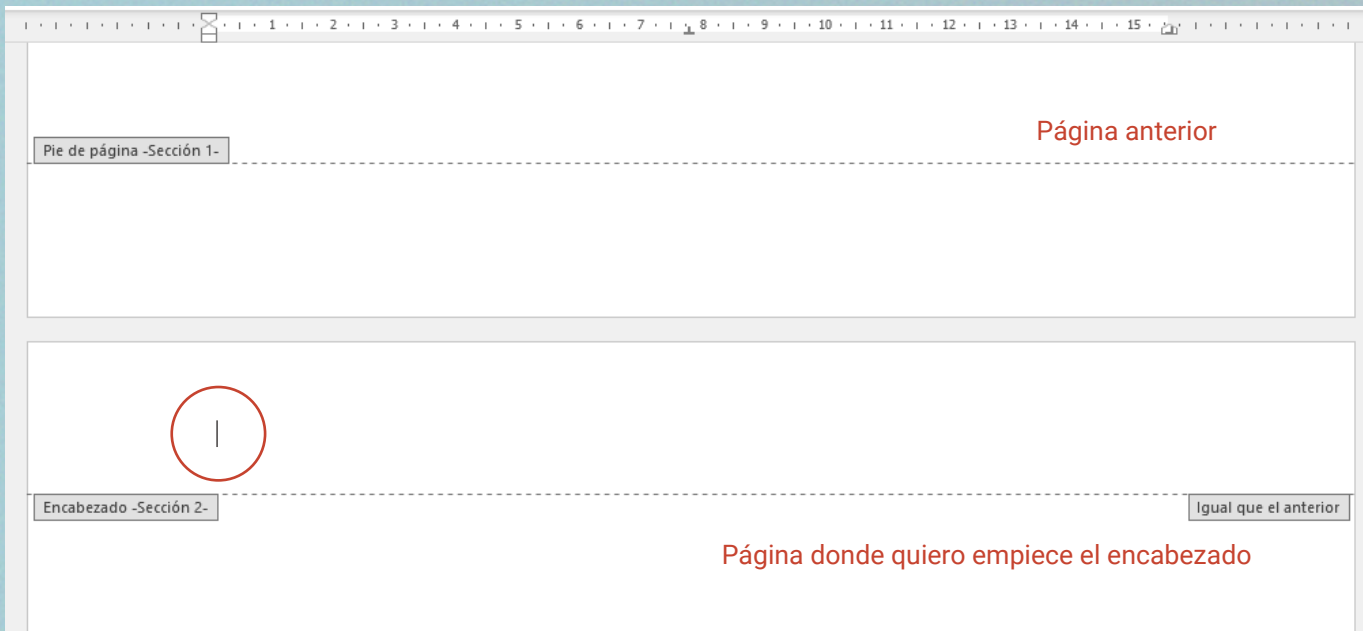 1 2 3 4 5 6 7 8 9 10 11 12 13 14 15
Página anterior
Pie de página -Sección 1-
Encabezado -Sección 2-
Igual que el anterior
Página donde quiero empiece el encabezado